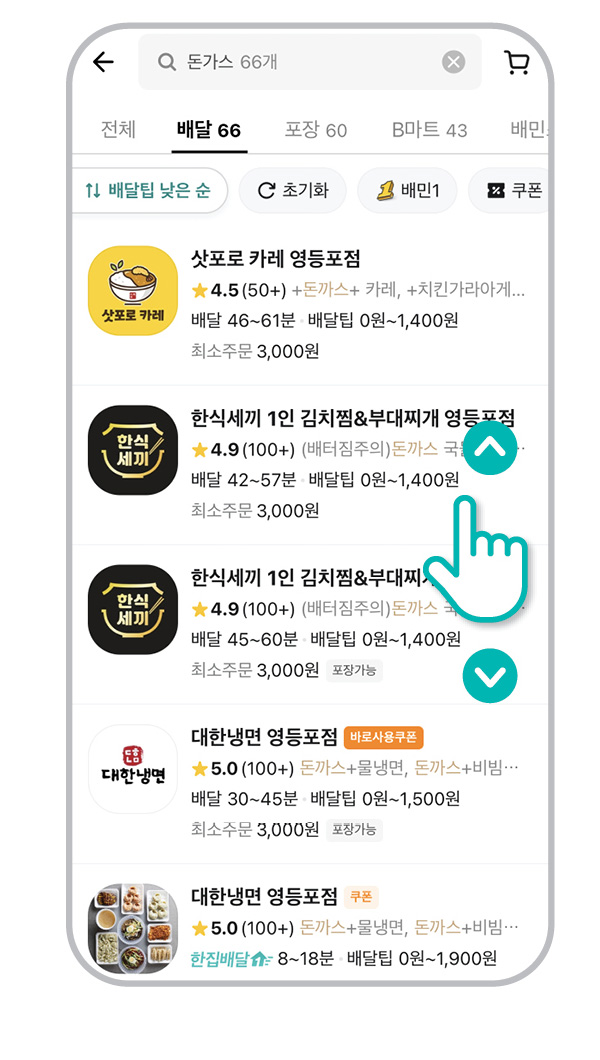 돈가스 66개
전체 배달 66 포장 60 B마트 43 배민
배달팁 낮은 순 초기화 배민1 쿠폰
삿포로 카레
삿포로 카레 영등포점
4.5(50+) +돈까스+ 카레, +치킨가라아게...
배달 46~61분 · 배달팁 0원~1,400원
최소주문 3,000원
한식세끼
한식세끼 1인 김치찜&부대찌개 영등포점
4.9(100+) (배터짐주의)돈까스
배달 42~57분 · 배달팁 0원~1,400원
최소주문 3,000원
한식세끼
한식세끼 1인 김치찜&부대찌
4.9(100+) (배터짐주의)돈까스
배달 45~60분 · 배달팁 0원~1,400원
최소주문 3,000원 포장가능
대한냉면
대한냉면 영등포점 바로사용쿠폰
5.0(100+) 돈까스+물냉면, 돈까스+비빔···
배달 30~45분 · 배달팁 0원~1,500원
최소주문 3,000원 포장가능
대한냉면 영등포점 쿠폰
5.0(100+) 돈까스+물냉면, 돈까스+비빔···
한집배달 8~18분 · 배달팁 0원~1,900원